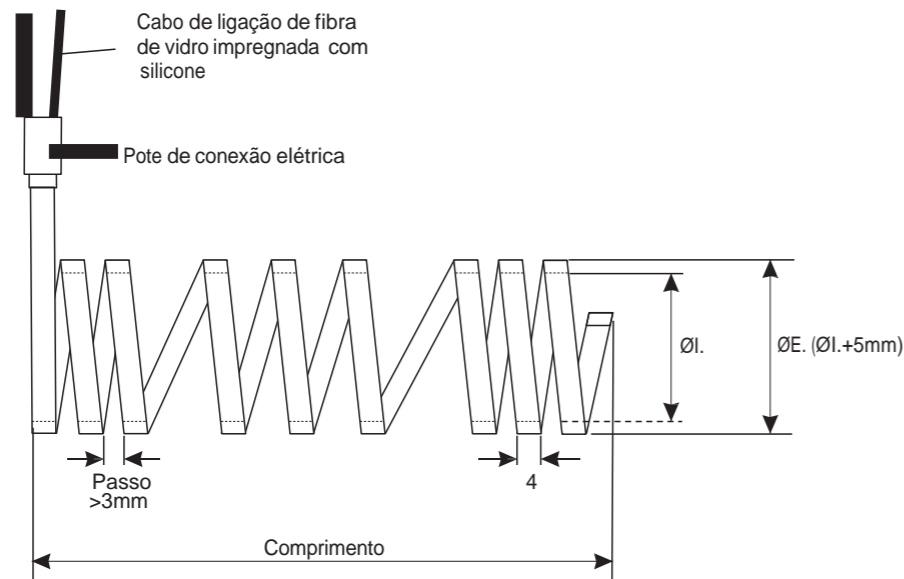 Cabo de ligação de fibra
de vidro impregnada com
silicone
Pote de conexão elétrica
ØI.
ØE. (ØI.+5mm)
Passo
>3mm
4
Comprimento